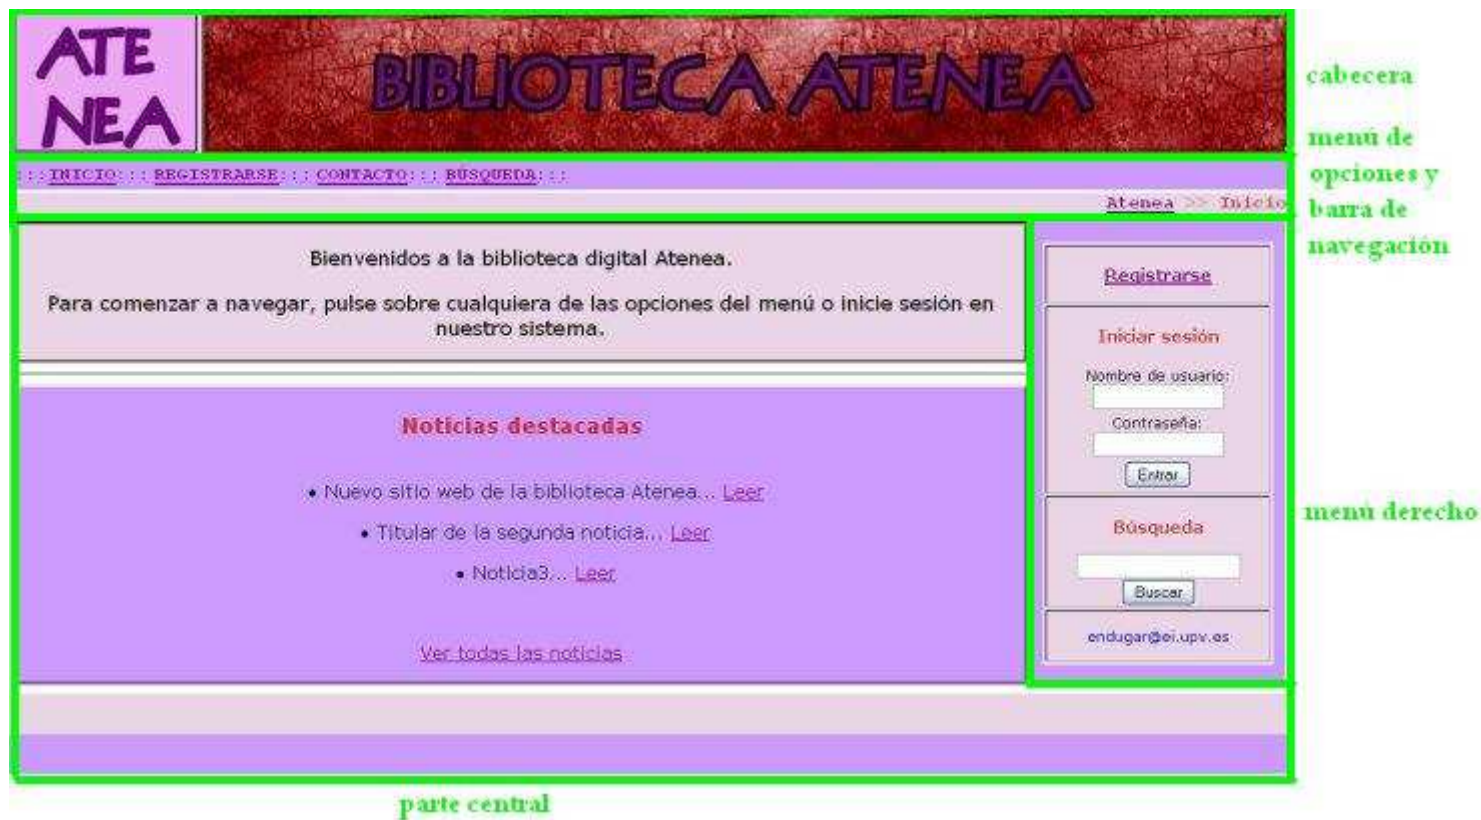 ATE
NEA
BIBLIOTECA ATENEA
cabecera
menú de
opciones y
barra de
navegación
:::INICIO:::REGISTRARSE:::CONTACTO:::BÚSQUEDA:::
Atenea >> Inicio
Bienvenidos a la biblioteca digital Atenea.
Para comenzar a navegar, pulse sobre cualquiera de las opciones del menú o inicie sesión en
nuestro sistema.
Noticias destacadas
• Nuevo sitio web de la biblioteca Atenea... Leer
• Titular de la segunda noticia... Leer
• Noticia3... Leer
Ver todas las noticias
Registrarse
Iniciar sesión
Nombre de usuario:
Contraseña:
Entrar
Búsqueda
Buscar
endugar@ei.upv.es
menú derecho
parte central